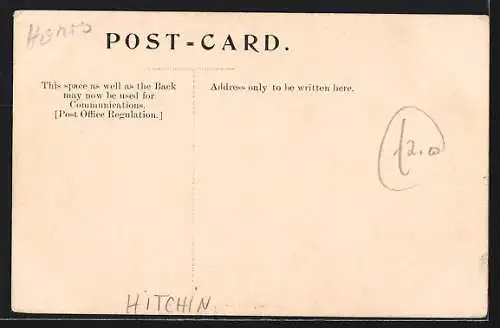 Herts
POST-CARD.
This space as well as the Back
may now be used for
Communications.
[Post Office Regulation.]
Address only to be written here.
£2.00
HITCHIN